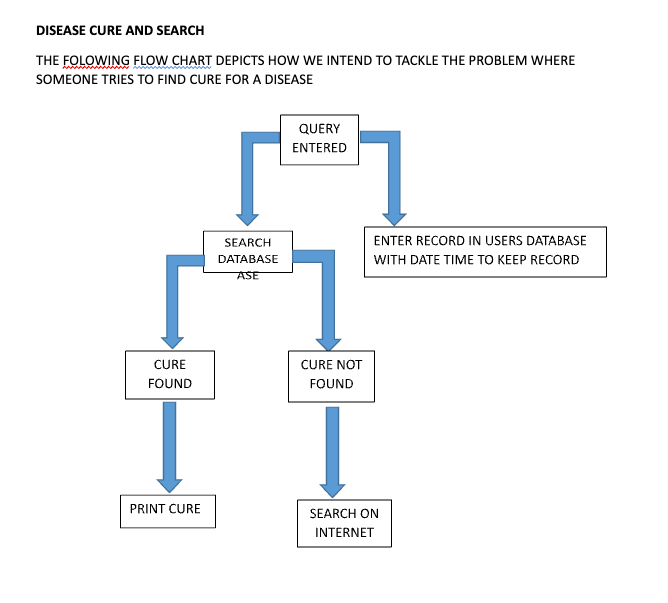 DISEASE CURE AND SEARCH
THE FOLOWING FLOW CHART DEPICTS HOW WE INTEND TO TACKLE THE PROBLEM WHERE
SOMEONE TRIES TO FIND CURE FOR A DISEASE
QUERY
ENTERED
SEARCH
DATABASE
ASE
ENTER RECORD IN USERS DATABASE
WITH DATE TIME TO KEEP RECORD
CURE
FOUND
CURE NOT
FOUND
PRINT CURE
SEARCH ON
INTERNET